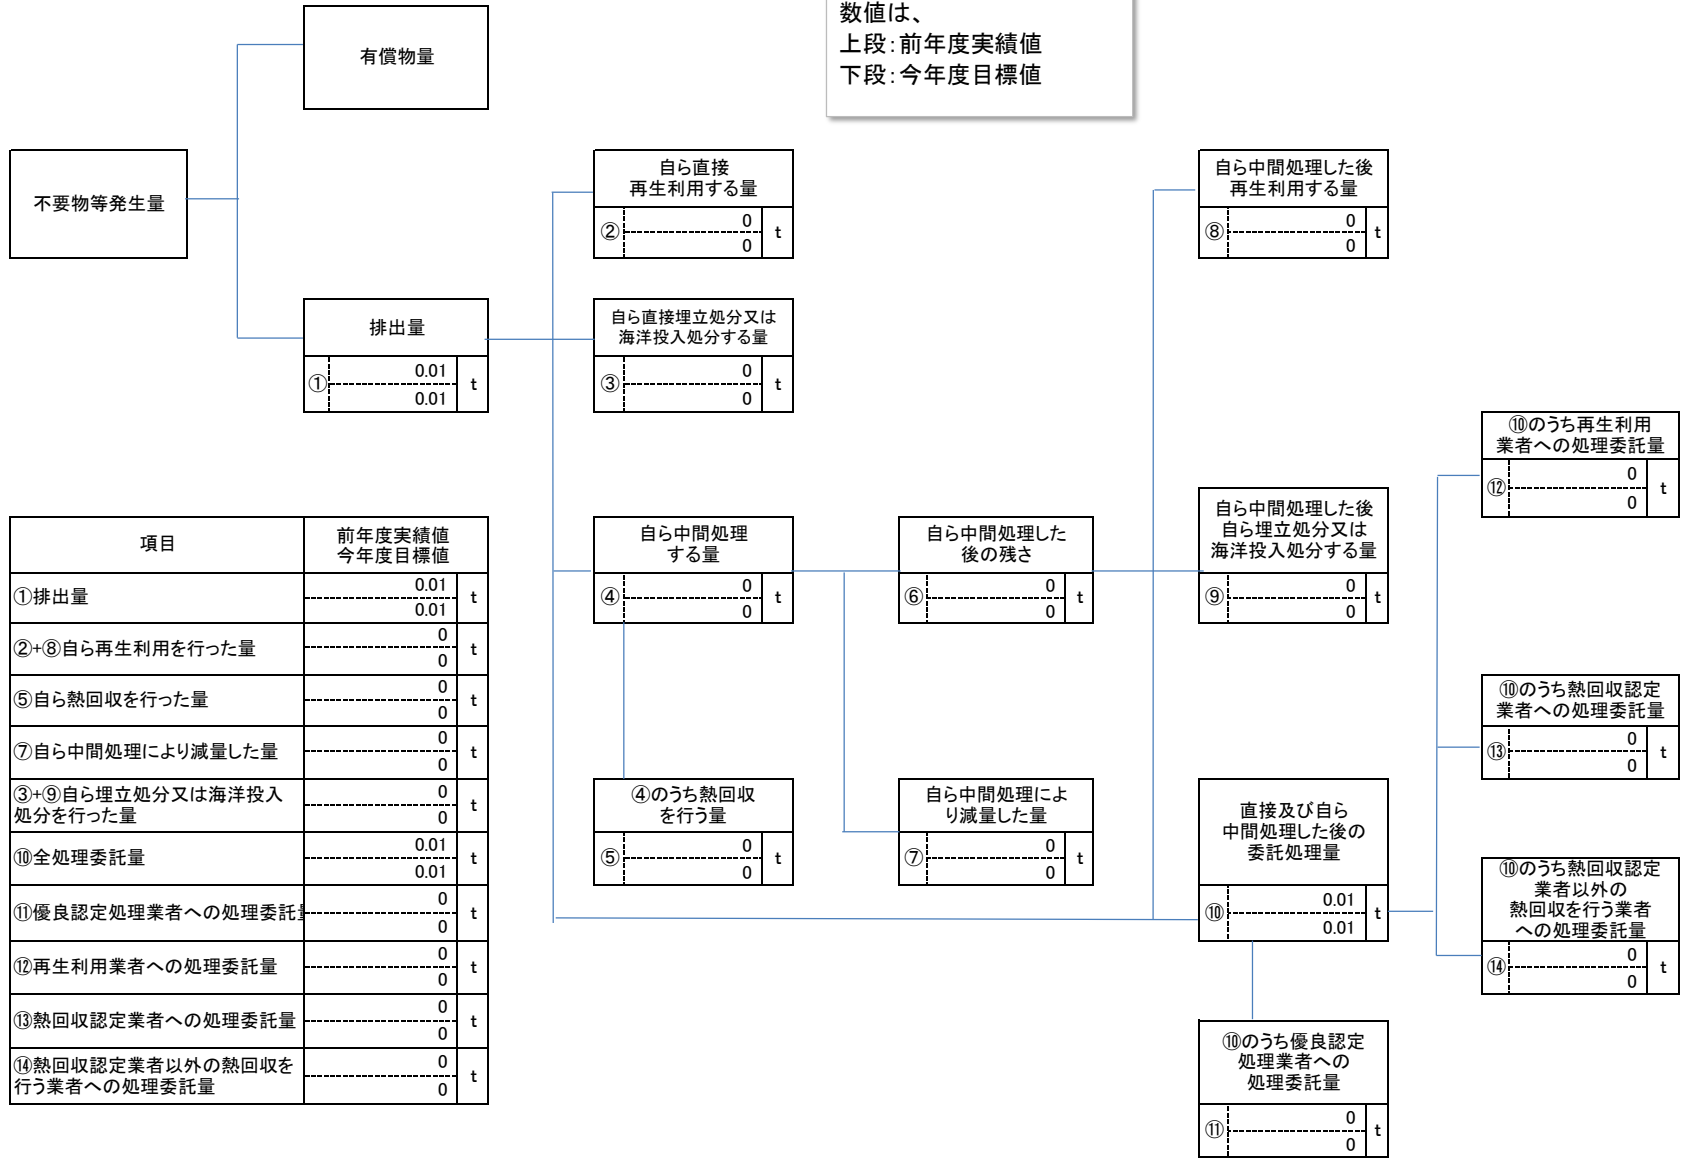 数値は、
上段：前年度実績値
下段：今年度目標値
有償物量
不要物等発生量
排出量
①
0.01
0.01
t
自ら直接
再生利用する量
②
0
0
t
自ら直接埋立処分又は
海洋投入処分する量
③
0
0
t
自ら中間処理
する量
④
0
0
t
④のうち熱回収
を行う量
⑤
0
0
t
自ら中間処理した
後の残さ
⑥
0
0
t
自ら中間処理によ
り減量した量
⑦
0
0
t
自ら中間処理した後
再生利用する量
⑧
0
0
t
自ら中間処理した後
自ら埋立処分又は
海洋投入処分する量
⑨
0
0
t
直接及び自ら
中間処理した後の
委託処理量
⑩
0.01
0.01
t
⑩のうち優良認定
処理業者への
処理委託量
⑪
0
0
t
⑩のうち再生利用
業者への処理委託量
⑫
0
0
t
⑩のうち熱回収認定
業者への処理委託量
⑬
0
0
t
⑩のうち熱回収認定
業者以外の
熱回収を行う業者
への処理委託量
⑭
0
0
t
項目
前年度実績値
今年度目標値
①排出量
0.01
0.01
t
②+⑧自ら再生利用を行った量
0
0
t
⑤自ら熱回収を行った量
0
0
t
⑦自ら中間処理により減量した量
0
0
t
③+⑨自ら埋立処分又は海洋投入
処分を行った量
0
0
t
⑩全処理委託量
0.01
0.01
t
⑪優良認定処理業者への処理委託
0
0
t
⑫再生利用業者への処理委託量
0
0
t
⑬熱回収認定業者への処理委託量
0
0
t
⑭熱回収認定業者以外の熱回収を
行う業者への処理委託量
0
0
t